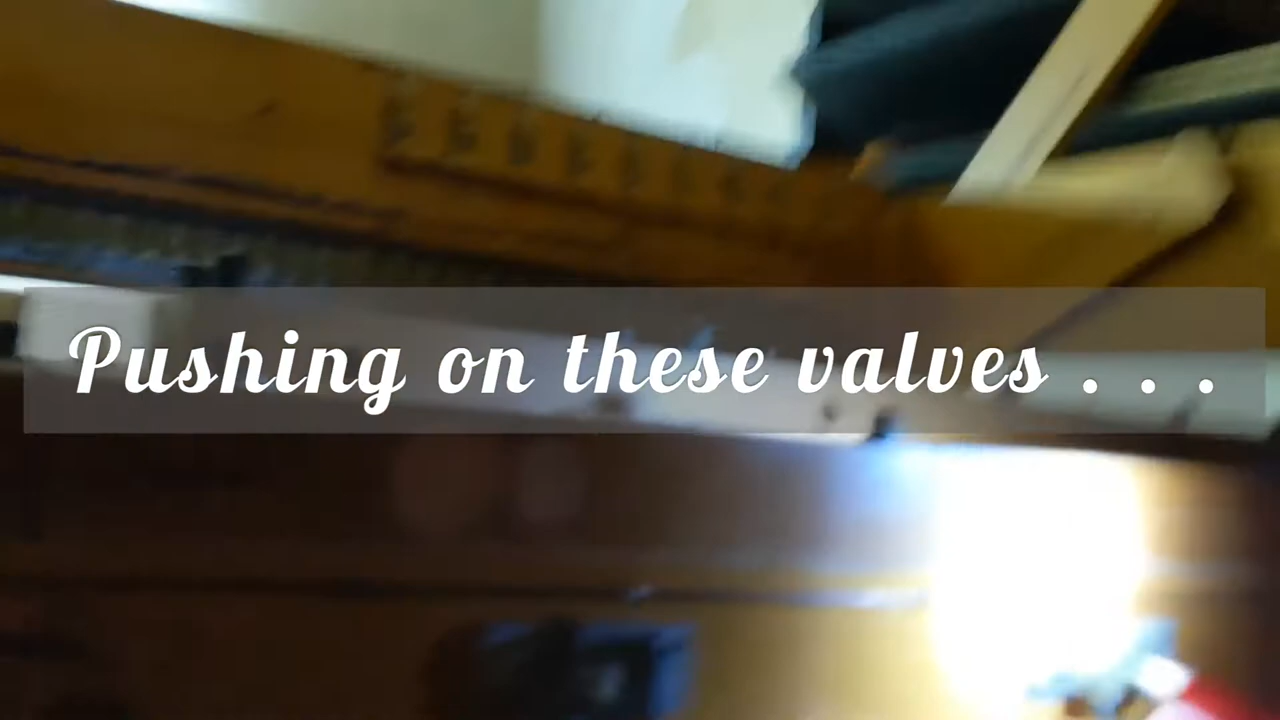 Pushing on these valves . . .